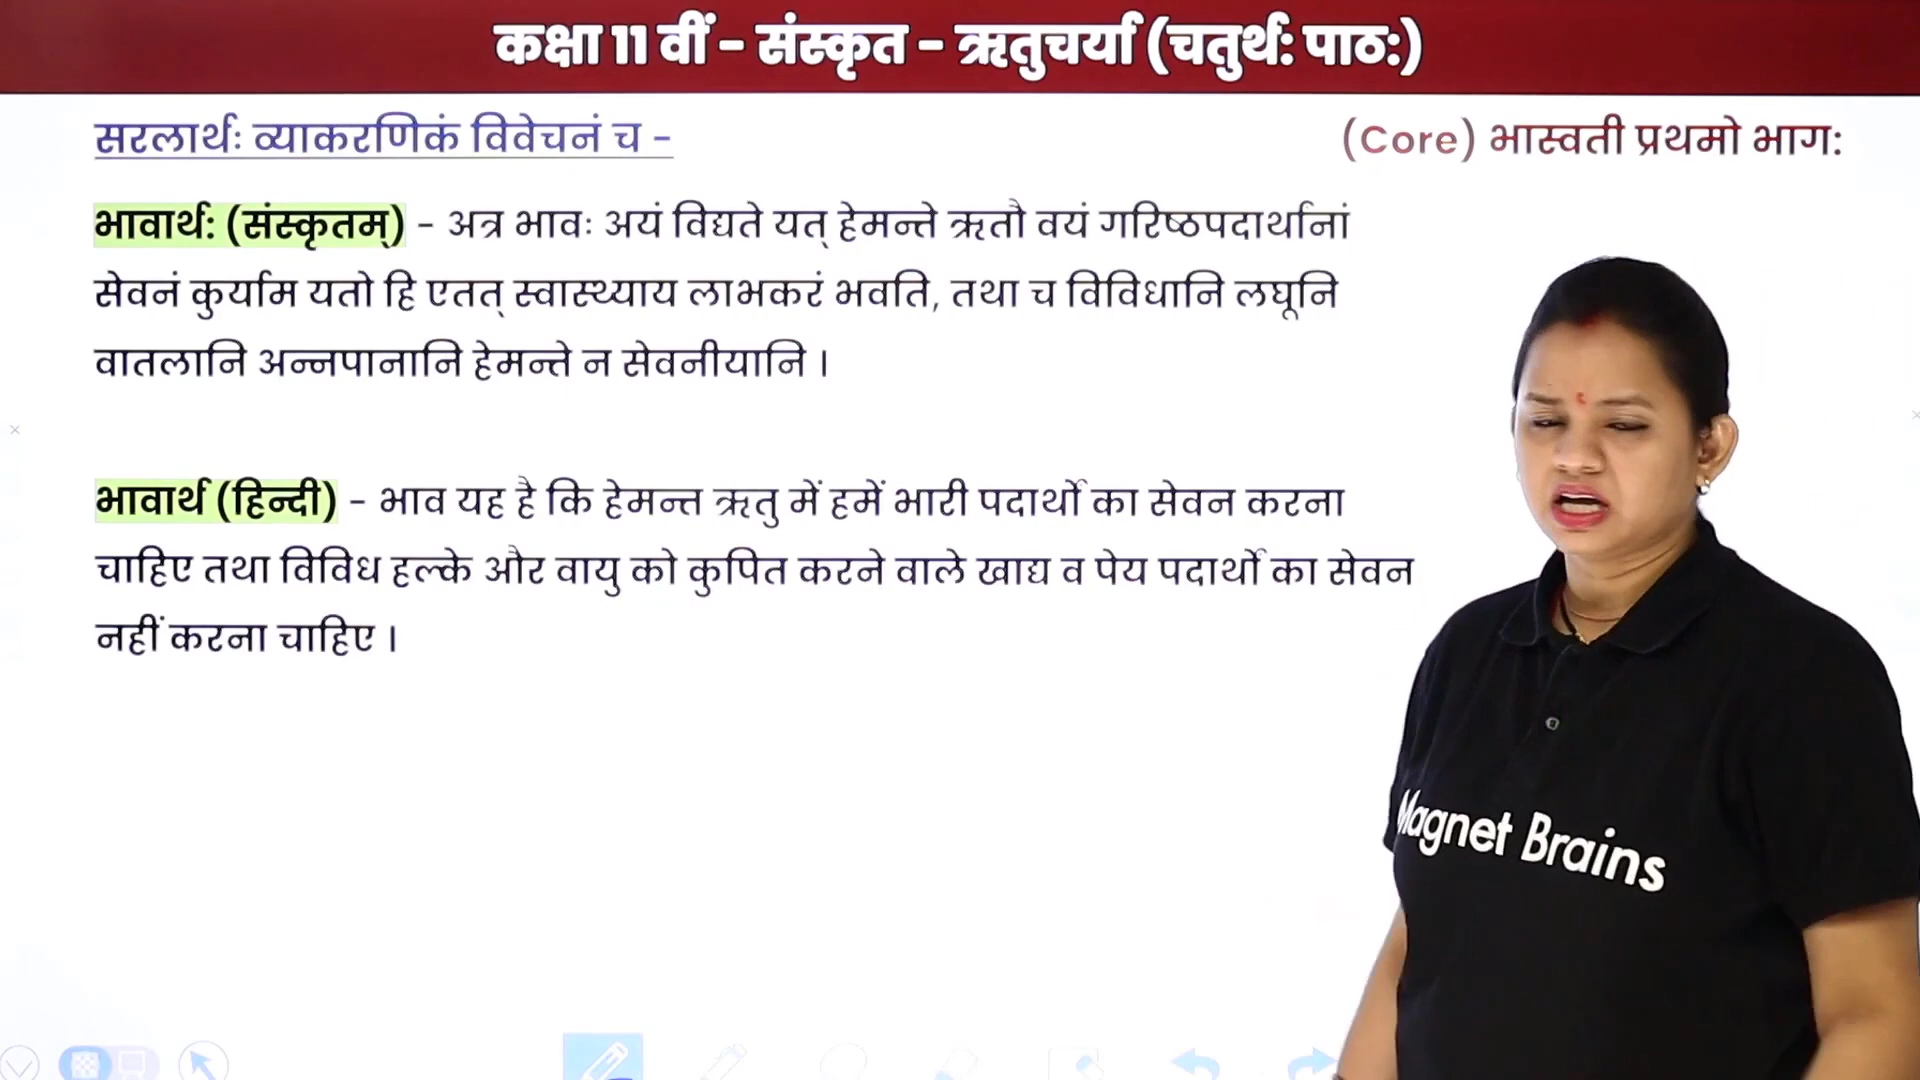 कक्षा 11 वीं - संस्कृत - ऋतुचर्या (चतुर्थ: पाठ:)
सरलार्थः व्याकरणिकं विवेचनं च -
(Core) भास्वती प्रथमो भाग:
भावार्थ: (संस्कृतम्) - अत्र भावः अयं विद्यते यत् हेमन्ते ऋतौ वयं गरिष्ठपदार्थानां
सेवनं कुर्याम यतो हि एतत् स्वास्थ्याय लाभकरं भवति, तथा च विविधानि लघूनि
वातलानि अन्नपानानि हेमन्ते न सेवनीयानि ।
भावार्थ (हिन्दी) - भाव यह है कि हेमन्त ऋतु में हमें भारी पदार्थों का सेवन करना
चाहिए तथा विविध हल्के और वायु को कुपित करने वाले खाद्य व पेय पदार्थों का सेवन
नहीं करना चाहिए ।
Magnet Brains